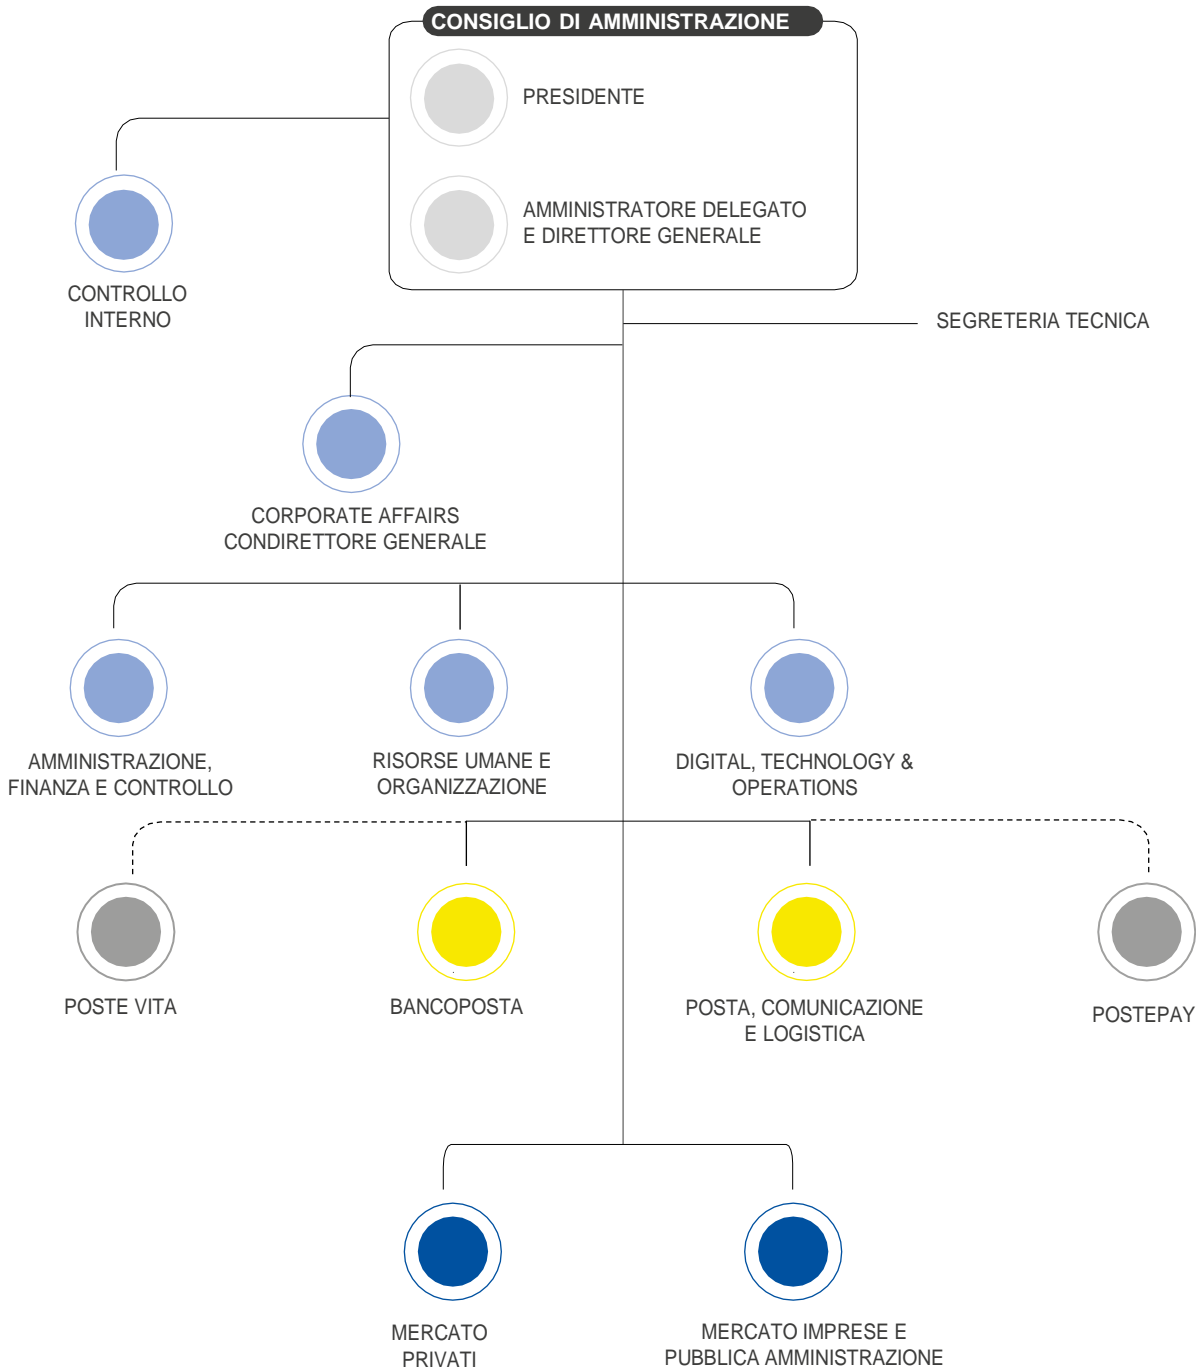 CONSIGLIO DI AMMINISTRAZIONE
PRESIDENTE
AMMINISTRATORE DELEGATO
E DIRETTORE GENERALE
CONTROLLO
INTERNO
SEGRETERIA TECNICA
CORPORATE AFFAIRS
CONDIRETTORE GENERALE
AMMINISTRAZIONE,
FINANZA E CONTROLLO
RISORSE UMANE E
ORGANIZZAZIONE
DIGITAL, TECHNOLOGY &
OPERATIONS
POSTE VITA
BANCOPOSTA
POSTA, COMUNICAZIONE
E LOGISTICA
POSTEPAY
MERCATO
PRIVATI
MERCATO IMPRESE E
PUBBLICA AMMINISTRAZIONE